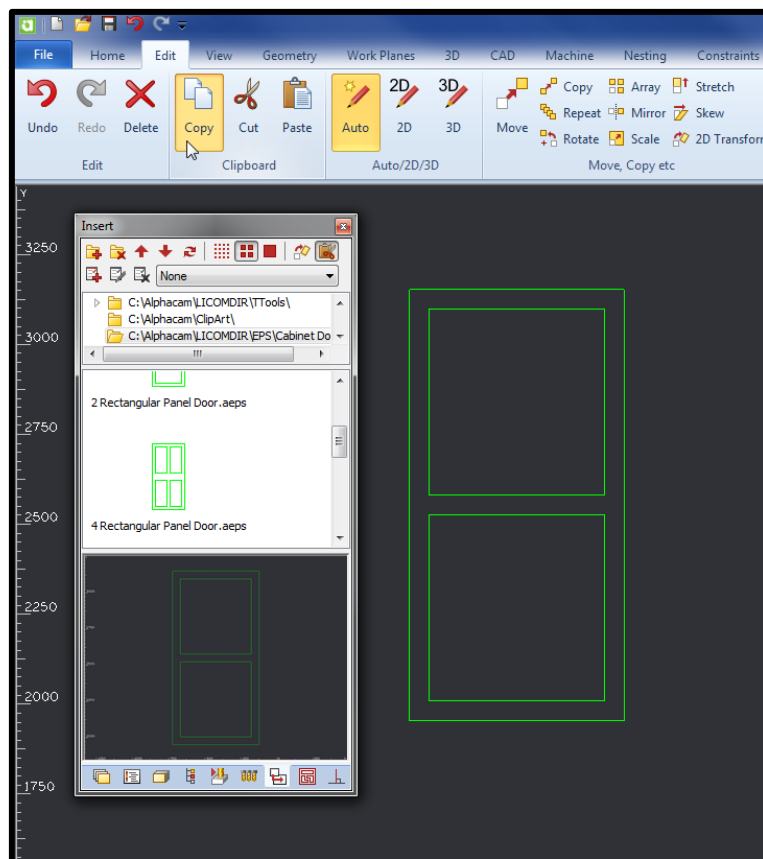 File Home Edit View Geometry Work Planes 3D CAD Machine Nesting Constraints
Undo Redo Delete Copy Cut Paste Auto 2D 3D Move
2D 3D
Copy Array Stretch
Repeat Mirror Skew
Rotate Scale 2D Transfor
Edit Clipboard Auto/2D/3D Move, Copy etc
Y
Insert
None
C:\Alphacam\LICOMDIR\TTools\
C:\Alphacam\ClipArt\
C:\Alphacam\LICOMDIR\EPS\Cabinet Do
2 Rectangular Panel Door.aeps
4 Rectangular Panel Door.aeps
3250
3000
2750
2500
2250
2000
1750